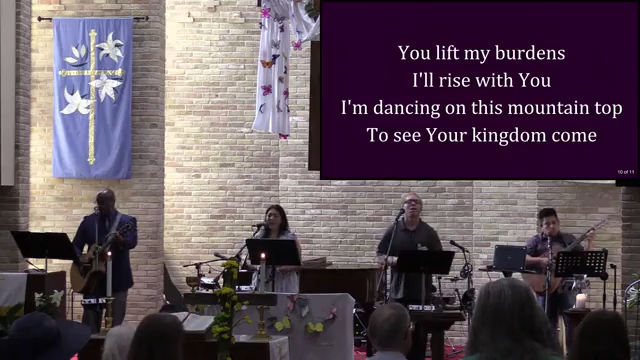 You lift my burdens
I'll rise with You
I'm dancing on this mountain top
To see Your kingdom come
10 of 11